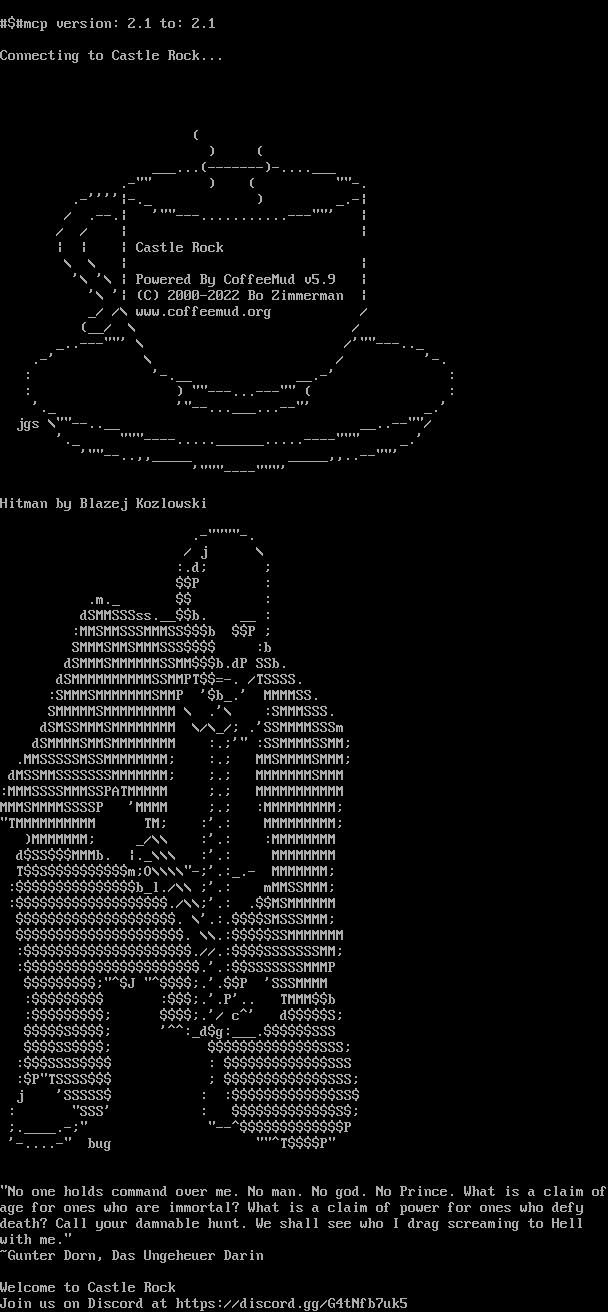 #$#mcp version: 2.1 to: 2.1
Connecting to Castle Rock...
Castle Rock
Powered By CoffeeMud v5.9
(C) 2000-2022 Bo Zimmerman
www.coffeemud.org
jgs
Hitman by Blazej Kozlowski
bug
"No one holds command over me. No man. No god. No Prince. What is a claim of
age for ones who are immortal? What is a claim of power for ones who defy
death? Call your damnable hunt. We shall see who I drag screaming to Hell
with me."
~Gunter Dorn, Das Ungeheuer Darin
Welcome to Castle Rock
Join us on Discord at https://discord.gg/G4tNfb7uk5